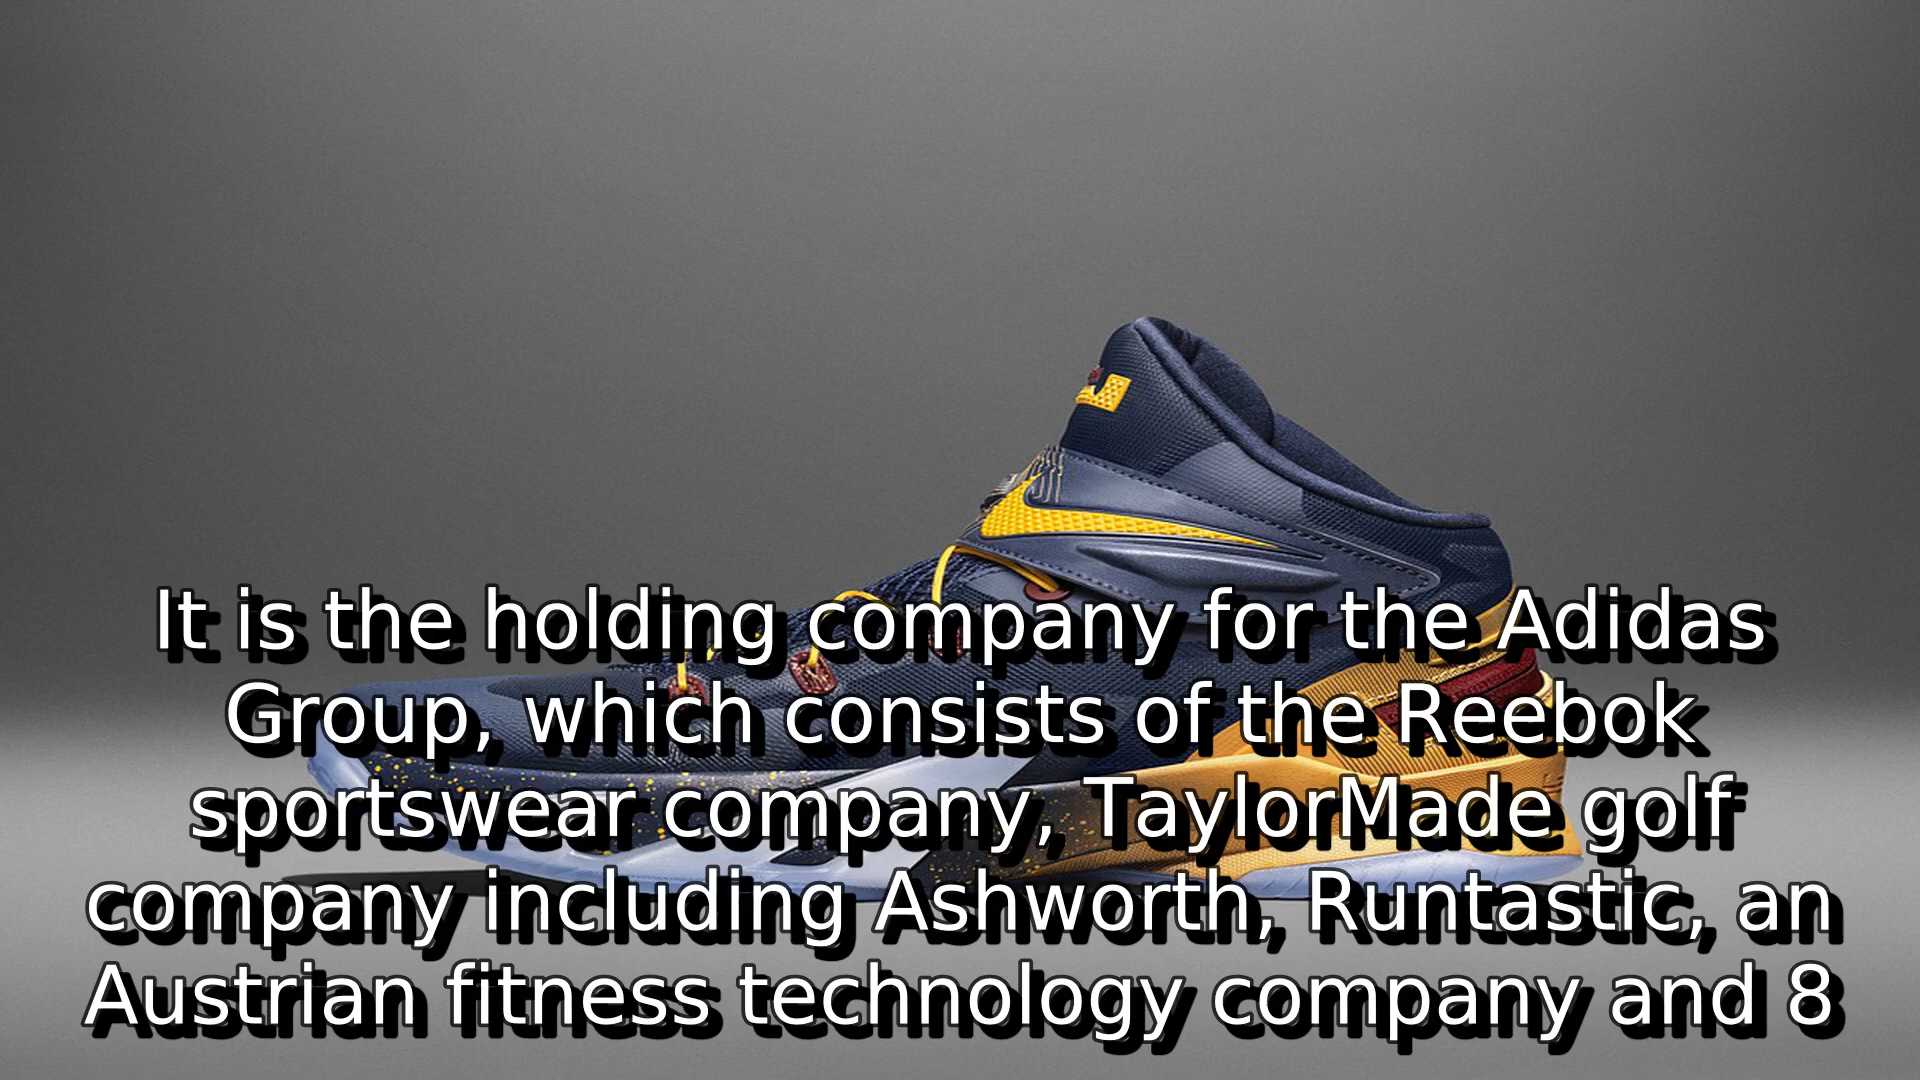 It is the holding company for the Adidas
Group, which consists of the Reebok
sportswear company, TaylorMade golf
company including Ashworth, Runtastic, an
Austrian fitness technology company and 8